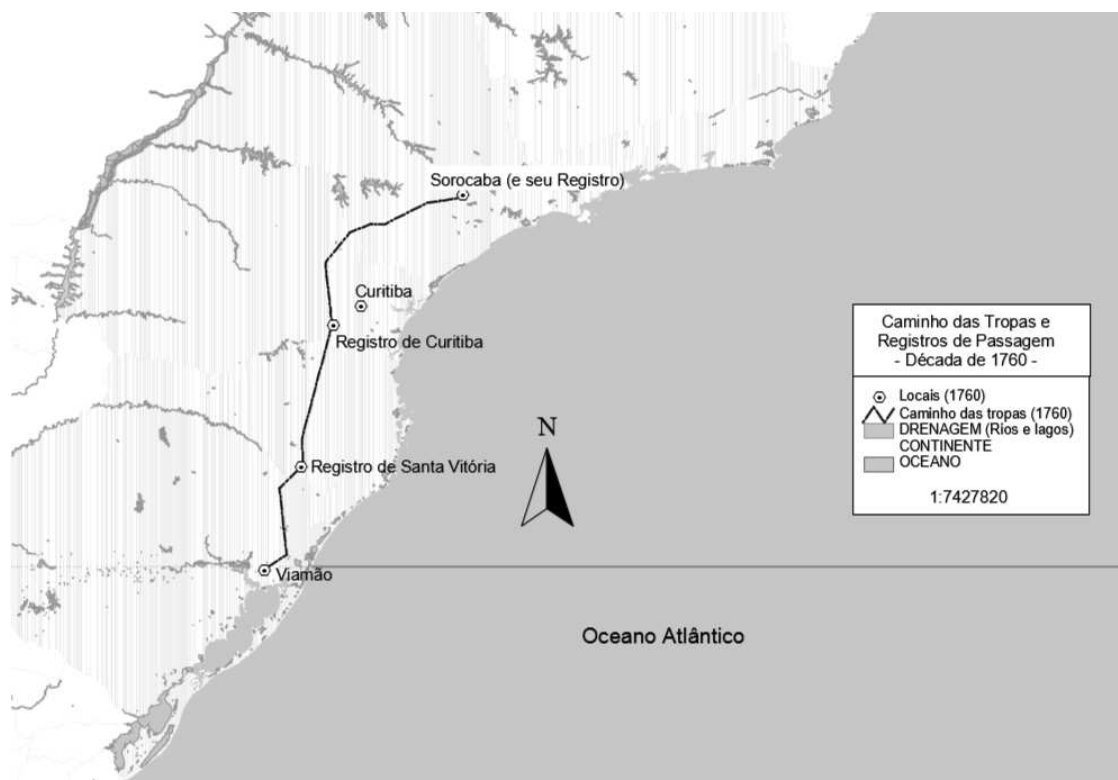 Sorocaba (e seu Registro)
Curitiba
Registro de Curitiba
Registro de Santa Vitória
Viamão
N
Oceano Atlântico
Caminho das Tropas e
Registros de Passagem
- Década de 1760 -
Locais (1760)
Caminho das tropas (1760)
DRENAGEM (Rios e lagos)
CONTINENTE
OCEANO
1:7427820